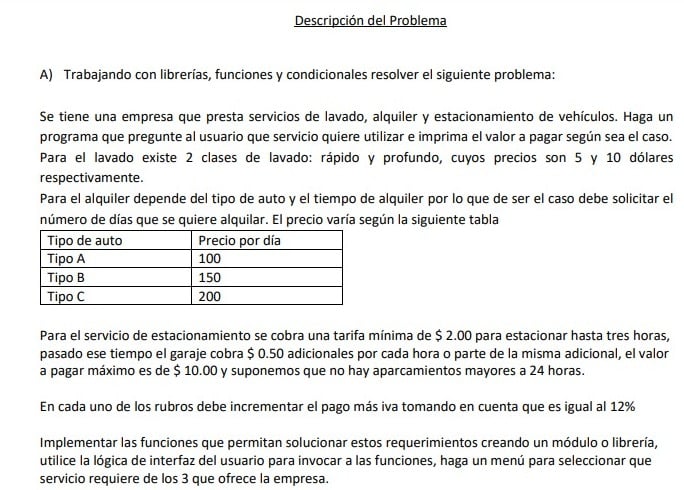 Descripción del Problema
A) Trabajando con librerías, funciones y condicionales resolver el siguiente problema:
Se tiene una empresa que presta servicios de lavado, alquiler y estacionamiento de vehículos. Haga un
programa que pregunte al usuario que servicio quiere utilizar e imprima el valor a pagar según sea el caso.
Para el lavado existe 2 clases de lavado: rápido y profundo, cuyos precios son 5 y 10 dólares
respectivamente.
Para el alquiler depende del tipo de auto y el tiempo de alquiler por lo que de ser el caso debe solicitar el
número de días que se quiere alquilar. El precio varía según la siguiente tabla
Tipo de auto Precio por día
Tipo A 100
Tipo B 150
Tipo C 200
Para el servicio de estacionamiento se cobra una tarifa mínima de $ 2.00 para estacionar hasta tres horas,
pasado ese tiempo el garaje cobra $ 0.50 adicionales por cada hora o parte de la misma adicional, el valor
a pagar máximo es de $ 10.00 y suponemos que no hay aparcamientos mayores a 24 horas.
En cada uno de los rubros debe incrementar el pago más iva tomando en cuenta que es igual al 12%
Implementar las funciones que permitan solucionar estos requerimientos creando un módulo o librería,
utilice la lógica de interfaz del usuario para invocar a las funciones, haga un menú para seleccionar que
servicio requiere de los 3 que ofrece la empresa.